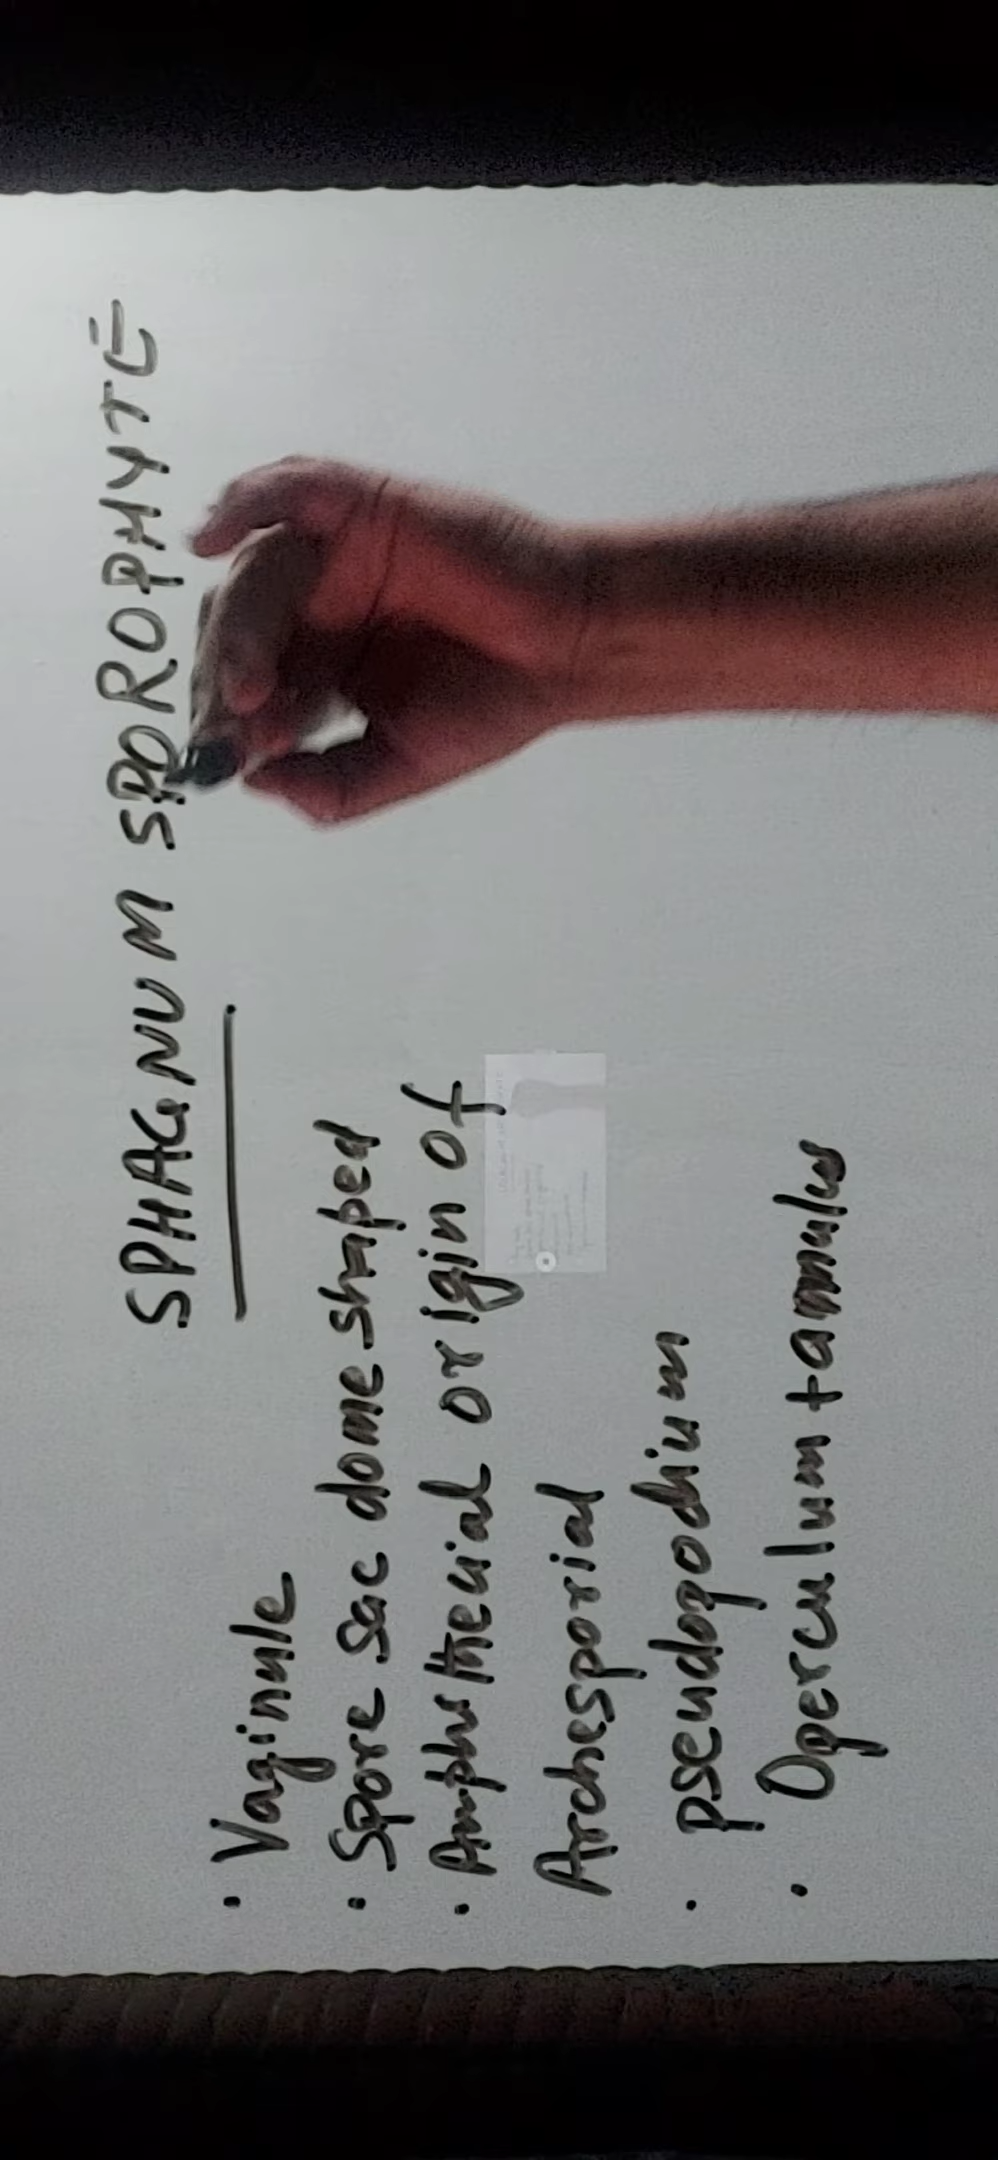 SPHAGNUM SPOROPHYTE
• Vaginule
• Spore sac dome shaped
• Amphithecial origin of
Archesporial
• pseudopodium
• Operculum + annulus